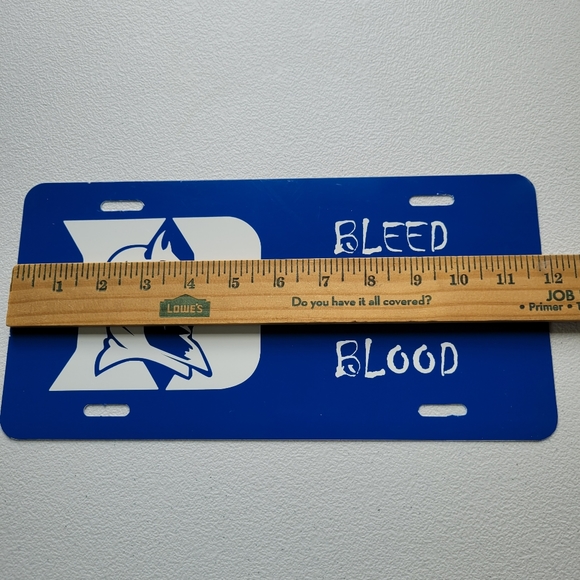 BLEED
1 2 3 4 5 6 7 8 9 10 11 12
LOWE'S
Do you have it all covered?
JOB
• Primer •
BLOOD